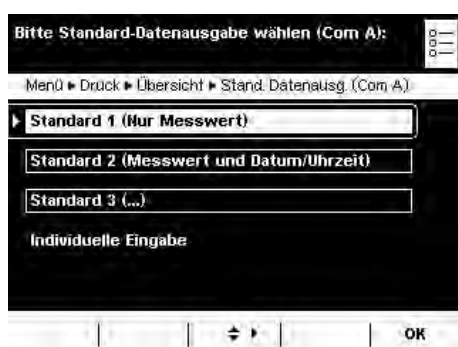 Bitte Standard-Datenausgabe wählen (Com A):
Menü ▸ Druck ▸ Übersicht ▸ Stand. Datenausg. (Com A)
Standard 1 (Nur Messwert)
Standard 2 (Messwert und Datum/Uhrzeit)
Standard 3 (...)
Individuelle Eingabe
OK